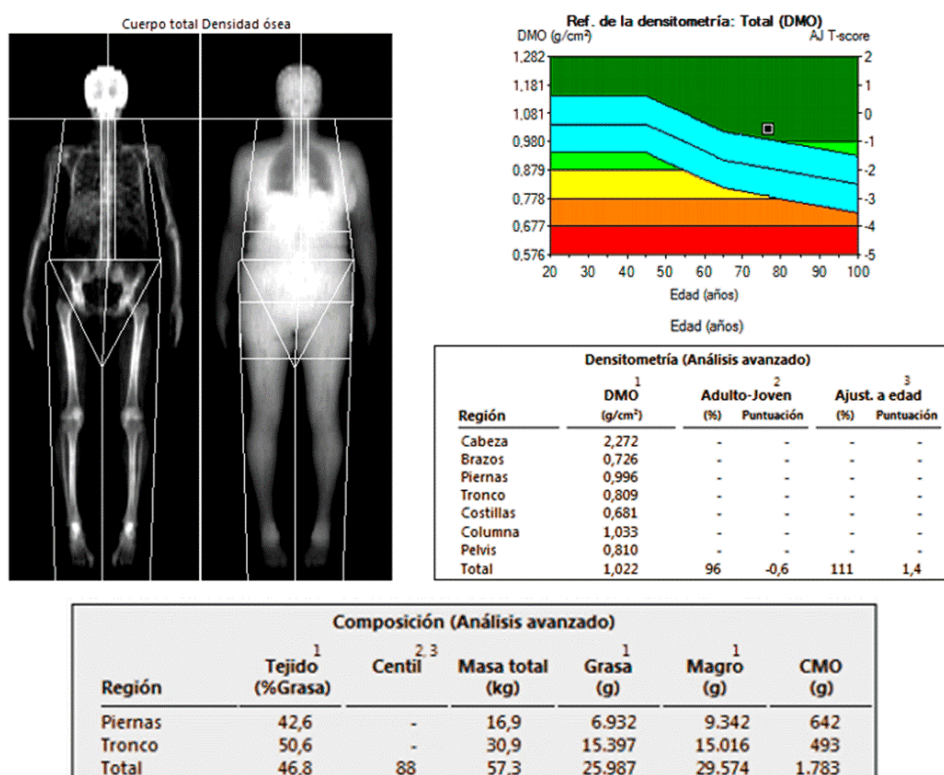 Cuerpo total Densidad ósea
Ref. de la densitometría: Total (DMO)
DMO (g/cm²) AJ T-score
1,282 2
1,181 1
1,081 0
0,980 -1
0,879 -2
0,778 -3
0,677 -4
0,576 -5
20 30 40 50 60 70 80 90 100
Edad (años)
Edad (años)
Densitometría (Análisis avanzado)
1 2 3
DMO Adulto-Joven Ajust. a edad
Región (g/cm²) (%) Puntuación (%) Puntuación
Cabeza 2,272 - - - -
Brazos 0,726 - - - -
Piernas 0,996 - - - -
Tronco 0,809 - - - -
Costillas 0,681 - - - -
Columna 1,033 - - - -
Pelvis 0,810 - - - -
Total 1,022 96 -0,6 111 1,4
Composición (Análisis avanzado)
1 2, 3 1 1
Tejido Centil Masa total Grasa Magro CMO
Región (%Grasa) (kg) (g) (g) (g)
Piernas 42,6 - 16,9 6.932 9.342 642
Tronco 50,6 - 30,9 15.397 15.016 493
Total 46,8 88 57,3 25.987 29.574 1.783